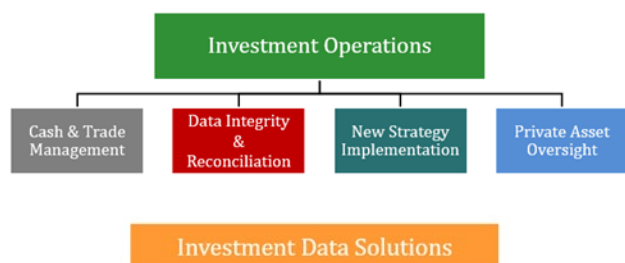 Investment Operations
Cash & Trade
Management
Data Integrity
&
Reconciliation
New Strategy
Implementation
Private Asset
Oversight
Investment Data Solutions